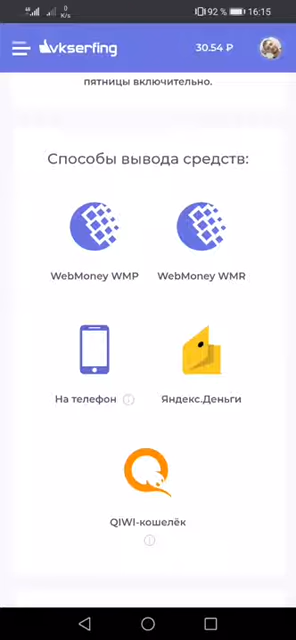 0 K/s 92 % 16:15
vkserfing 30.54 ₽
пятницы включительно.
Способы вывода средств:
WebMoney WMP WebMoney WMR
На телефон Яндекс.Деньги
QIWI-кошелёк